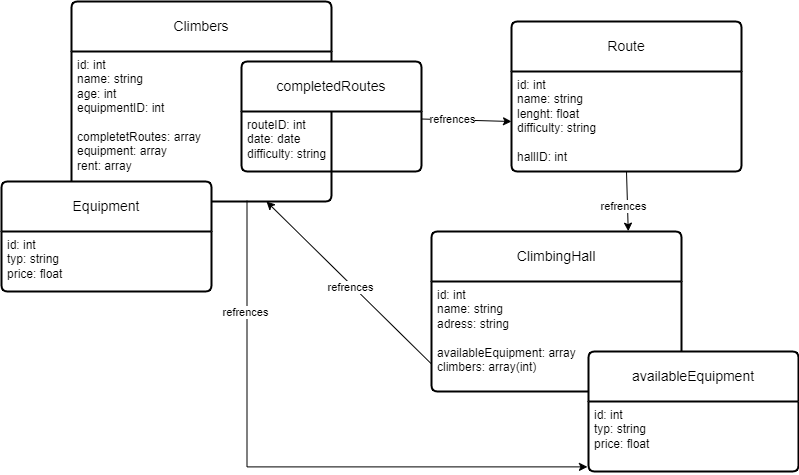 Climbers
id: int
name: string
age: int
equipmentID: int
completetRoutes: array
equipment: array
rent: array
completedRoutes
routeID: int
date: date
difficulty: string
refrences
Route
id: int
name: string
lenght: float
difficulty: string
hallID: int
Equipment
id: int
typ: string
price: float
refrences
ClimbingHall
id: int
name: string
adress: string
availableEquipment: array
climbers: array(int)
refrences
refrences
availableEquipment
id: int
typ: string
price: float